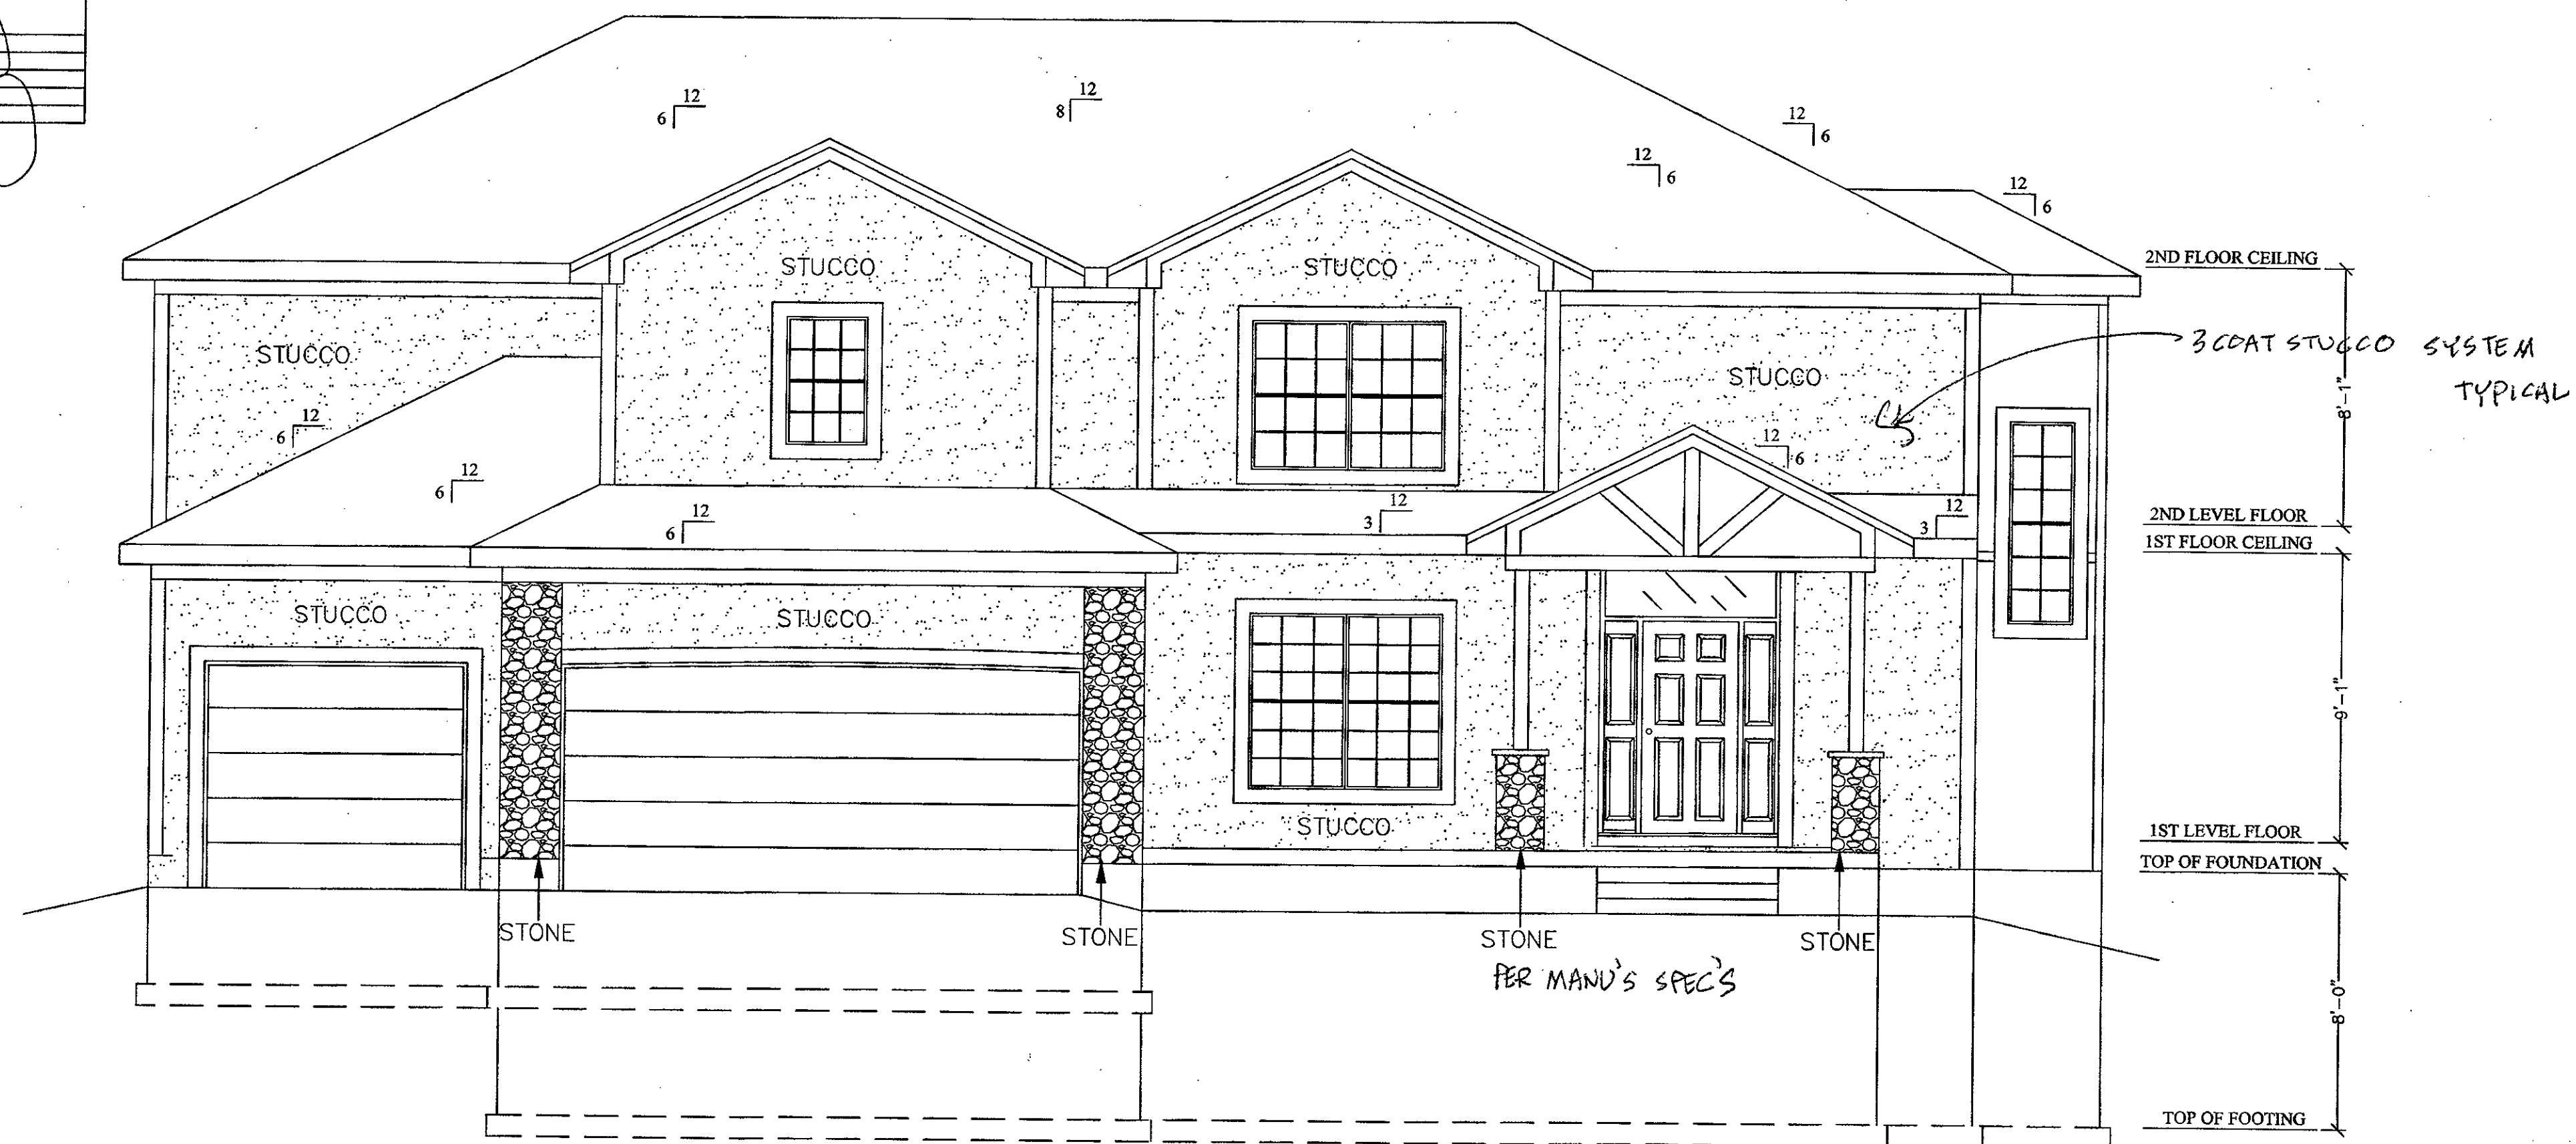 12
6
12
8
12
6
12
6
12
6
2ND FLOOR CEILING
STUCCO
STUCCO
STUCCO
STUCCO
3 COAT STUCCO SYSTEM
TYPICAL
8'-1"
12
6
12
6
12
6
12
6
12
3
12
3
2ND LEVEL FLOOR
1ST FLOOR CEILING
STUCCO
STUCCO
9'-1"
STUCCO
1ST LEVEL FLOOR
TOP OF FOUNDATION
STONE
STONE
STONE
STONE
PER MANU'S SPEC'S
8'-0"
TOP OF FOOTING